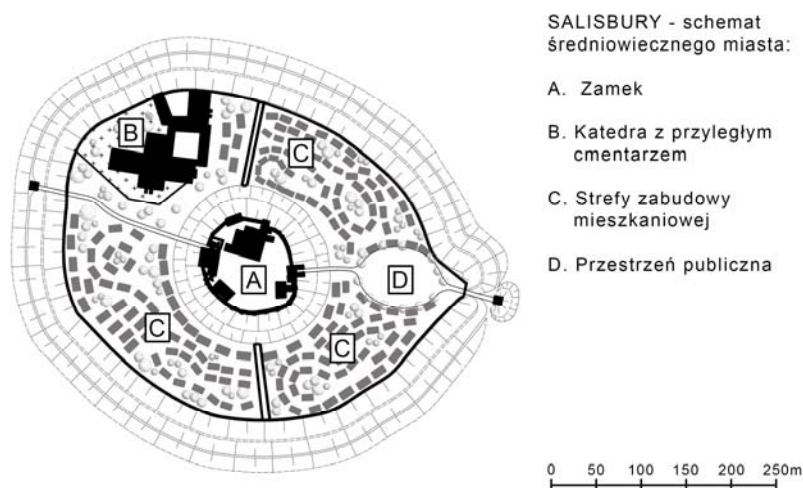 SALISBURY - schemat
średniowiecznego miasta:
A. Zamek
B. Katedra z przyległym
cmentarzem
C. Strefy zabudowy
mieszkaniowej
D. Przestrzeń publiczna
B
C
A
D
C
C
0 50 100 150 200 250m